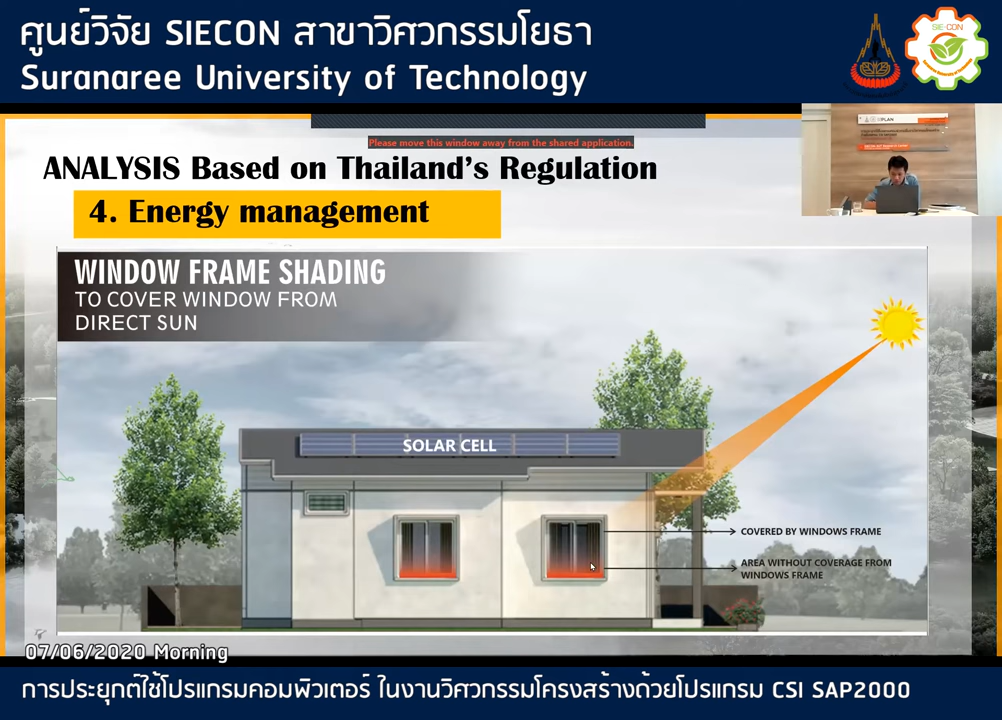 ศูนย์วิจัย SIECON สาขาวิศวกรรมโยธา
Suranaree University of Technology
SIE-CON
PLAN
Please move this window away from the shared application.
ANALYSIS Based on Thailand's Regulation
4. Energy management
WINDOW FRAME SHADING
TO COVER WINDOW FROM
DIRECT SUN
SOLAR CELL
COVERED BY WINDOWS FRAME
AREA WITHOUT COVERAGE FROM
WINDOWS FRAME
07/06/2020 Morning
การประยุกต์ใช้โปรแกรมคอมพิวเตอร์ ในงานวิศวกรรมโครงสร้างด้วยโปรแกรม CSI SAP2000